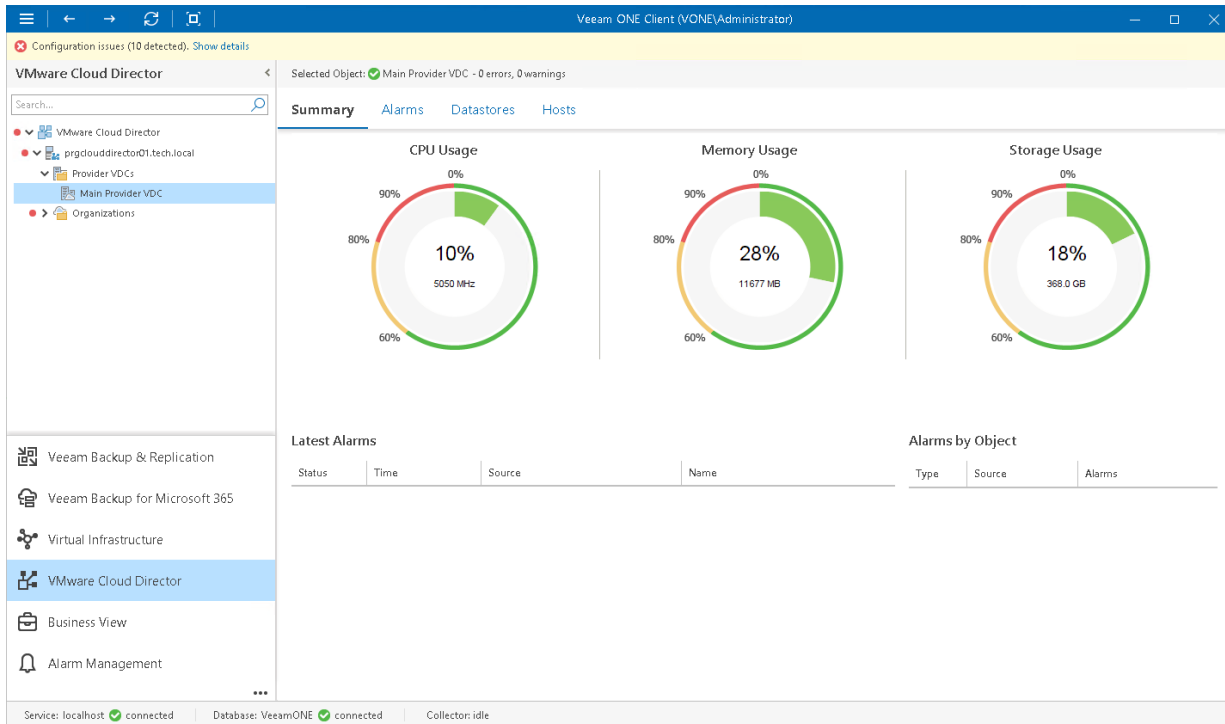 Veeam ONE Client (VONE\Administrator)
Configuration issues (10 detected). Show details
VMware Cloud Director
Search...
VMware Cloud Director
prgclouddirector01.tech.local
Provider VDCs
Main Provider VDC
Organizations
Veeam Backup & Replication
Veeam Backup for Microsoft 365
Virtual Infrastructure
VMware Cloud Director
Business View
Alarm Management
Selected Object: Main Provider VDC - 0 errors, 0 warnings
Summary Alarms Datastores Hosts
CPU Usage
0%
90%
80%
10%
5050 MHz
60%
Memory Usage
0%
90%
80%
28%
11677 MB
60%
Storage Usage
0%
90%
80%
18%
368.0 GB
60%
Latest Alarms
Status Time Source Name
Alarms by Object
Type Source Alarms
Service: localhost connected Database: VeeamONE connected Collector: idle